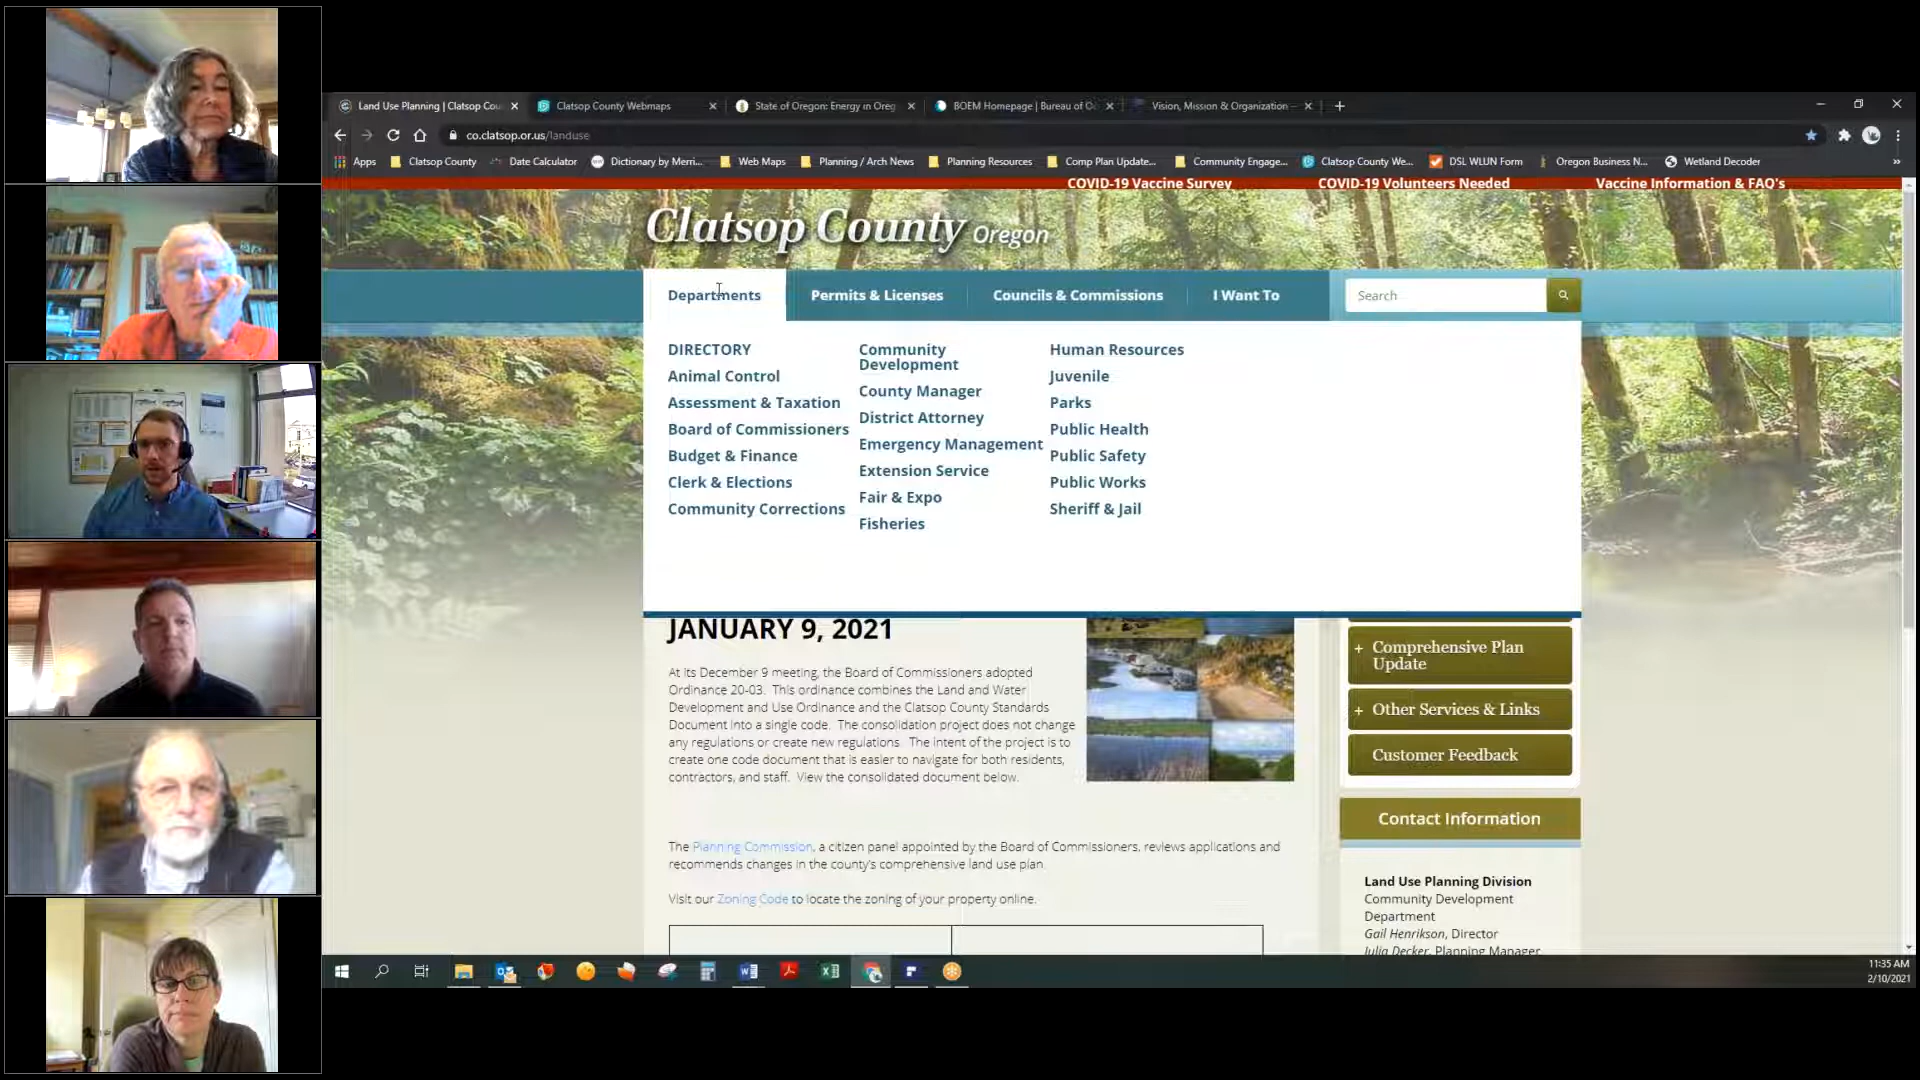 Land Use Planning | Clatsop Cou
Clatsop County Webmaps
State of Oregon: Energy in Oreg
BOEM Homepage | Bureau of O
Vision, Mission & Organization –
co.clatsop.or.us/landuse
Apps
Clatsop County
Date Calculator
Dictionary by Merri...
Web Maps
Planning / Arch News
Planning Resources
Comp Plan Update...
Community Engage...
Clatsop County We...
DSL WLUN Form
Oregon Business N...
Wetland Decoder
COVID-19 Vaccine Survey
COVID-19 Volunteers Needed
Vaccine Information & FAQ's
Clatsop County Oregon
Departments
Permits & Licenses
Councils & Commissions
I Want To
Search
DIRECTORY
Animal Control
Assessment & Taxation
Board of Commissioners
Budget & Finance
Clerk & Elections
Community Corrections
Community
Development
County Manager
District Attorney
Emergency Management
Extension Service
Fair & Expo
Fisheries
Human Resources
Juvenile
Parks
Public Health
Public Safety
Public Works
Sheriff & Jail
JANUARY 9, 2021
At its December 9 meeting, the Board of Commissioners adopted
Ordinance 20-03. This ordinance combines the Land and Water
Development and Use Ordinance and the Clatsop County Standards
Document into a single code. The consolidation project does not change
any regulations or create new regulations. The intent of the project is to
create one code document that is easier to navigate for both residents,
contractors, and staff. View the consolidated document below.
The Planning Commission, a citizen panel appointed by the Board of Commissioners, reviews applications and
recommends changes in the county's comprehensive land use plan.
Visit our Zoning Code to locate the zoning of your property online.
+ Comprehensive Plan
Update
+ Other Services & Links
Customer Feedback
Contact Information
Land Use Planning Division
Community Development
Department
Gail Henrikson, Director
Julia Decker, Planning Manager
11:35 AM
2/10/2021